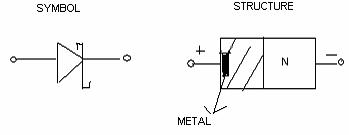 SYMBOL
STRUCTURE
+
−
N
METAL